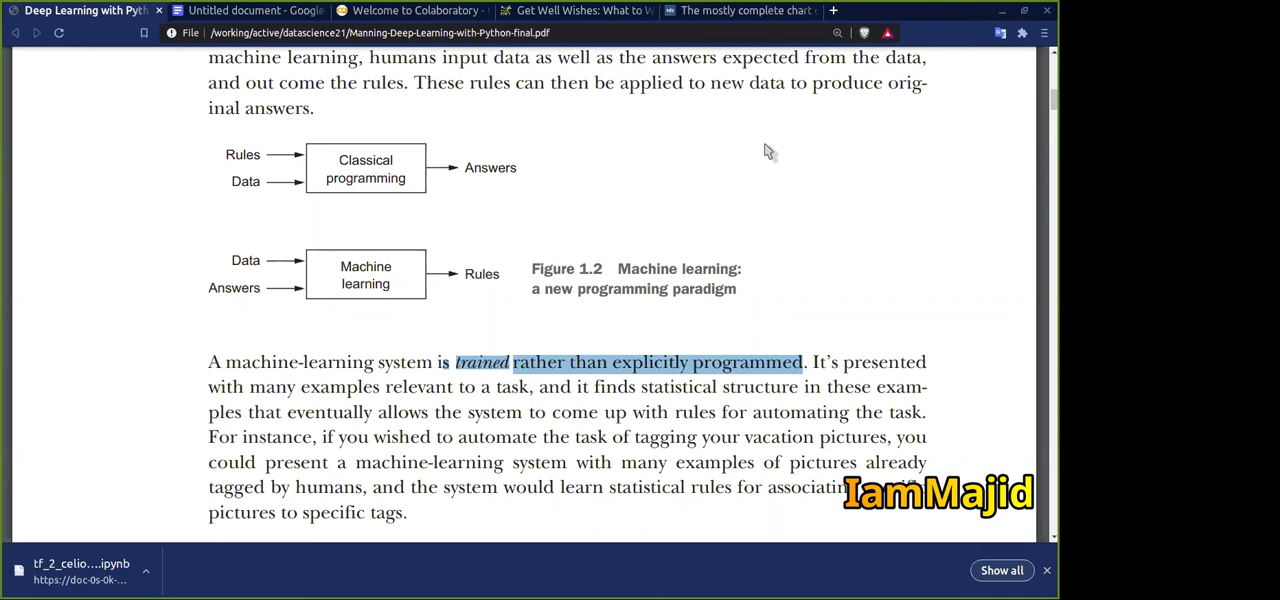 Deep Learning with Pyth
Untitled document - Google
Welcome to Colaboratory -
Get Well Wishes: What to W
The mostly complete chart
File
/working/active/datascience21/Manning-Deep-Learning-with-Python-final.pdf
machine learning, humans input data as well as the answers expected from the data,
and out come the rules. These rules can then be applied to new data to produce orig-
inal answers.
Rules
Data
Classical
programming
Answers
Data
Answers
Machine
learning
Rules
Figure 1.2 Machine learning:
a new programming paradigm
A machine-learning system is trained rather than explicitly programmed. It's presented
with many examples relevant to a task, and it finds statistical structure in these exam-
ples that eventually allows the system to come up with rules for automating the task.
For instance, if you wished to automate the task of tagging your vacation pictures, you
could present a machine-learning system with many examples of pictures already
tagged by humans, and the system would learn statistical rules for
pictures to specific tags.
IamMajid
tf_2_celio....ipynb
https://doc-0s-0k-...
Show all